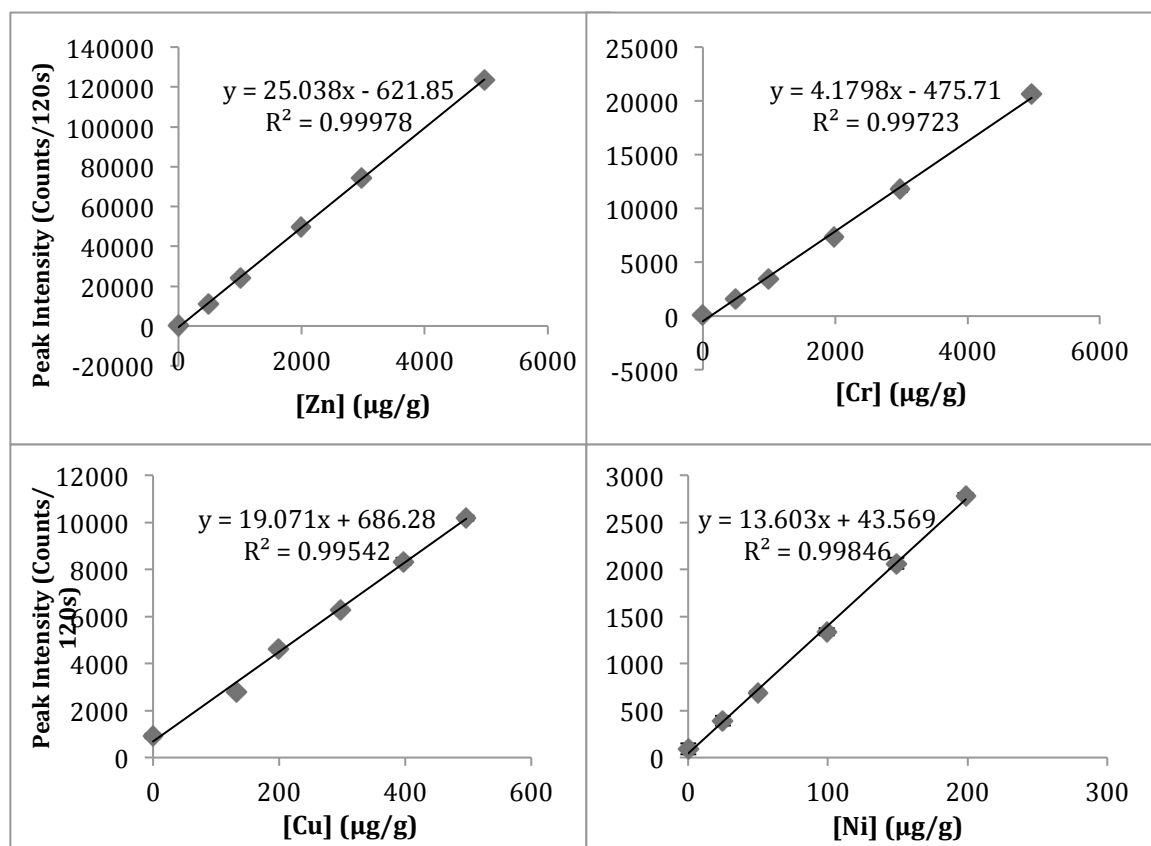 Peak Intensity (Counts/120s)
140000
120000
100000
80000
60000
40000
20000
0
-20000
y = 25.038x - 621.85
R² = 0.99978
0 2000 4000 6000
[Zn] (µg/g)
25000
20000
15000
10000
5000
0
-5000
y = 4.1798x - 475.71
R² = 0.99723
0 2000 4000 6000
[Cr] (µg/g)
Peak Intensity (Counts/
120s)
12000
10000
8000
6000
4000
2000
0
y = 19.071x + 686.28
R² = 0.99542
0 200 400 600
[Cu] (µg/g)
3000
2500
2000
1500
1000
500
0
y = 13.603x + 43.569
R² = 0.99846
0 100 200 300
[Ni] (µg/g)